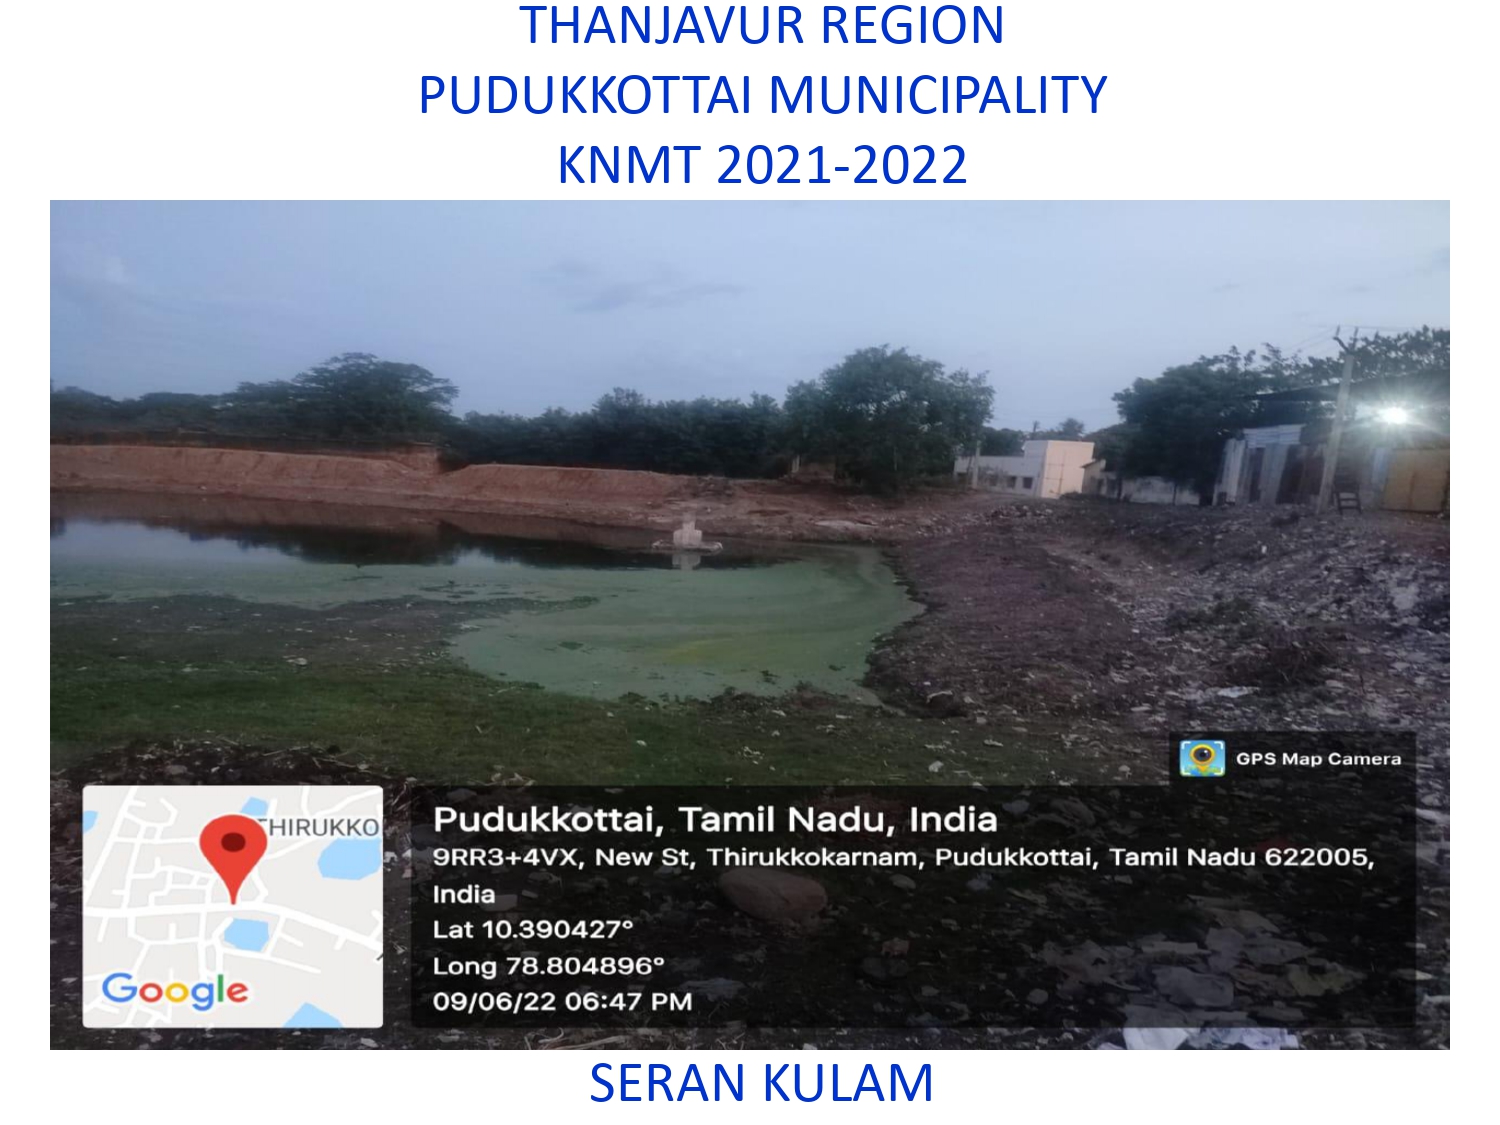 THANJAVUR REGION
PUDUKKOTTAI MUNICIPALITY
KNMT 2021-2022
GPS Map Camera
THIRUKKO
Google
Pudukkottai, Tamil Nadu, India
9RR3+4VX, New St, Thirukkokarnam, Pudukkottai, Tamil Nadu 622005,
India
Lat 10.390427°
Long 78.804896°
09/06/22 06:47 PM
SERAN KULAM